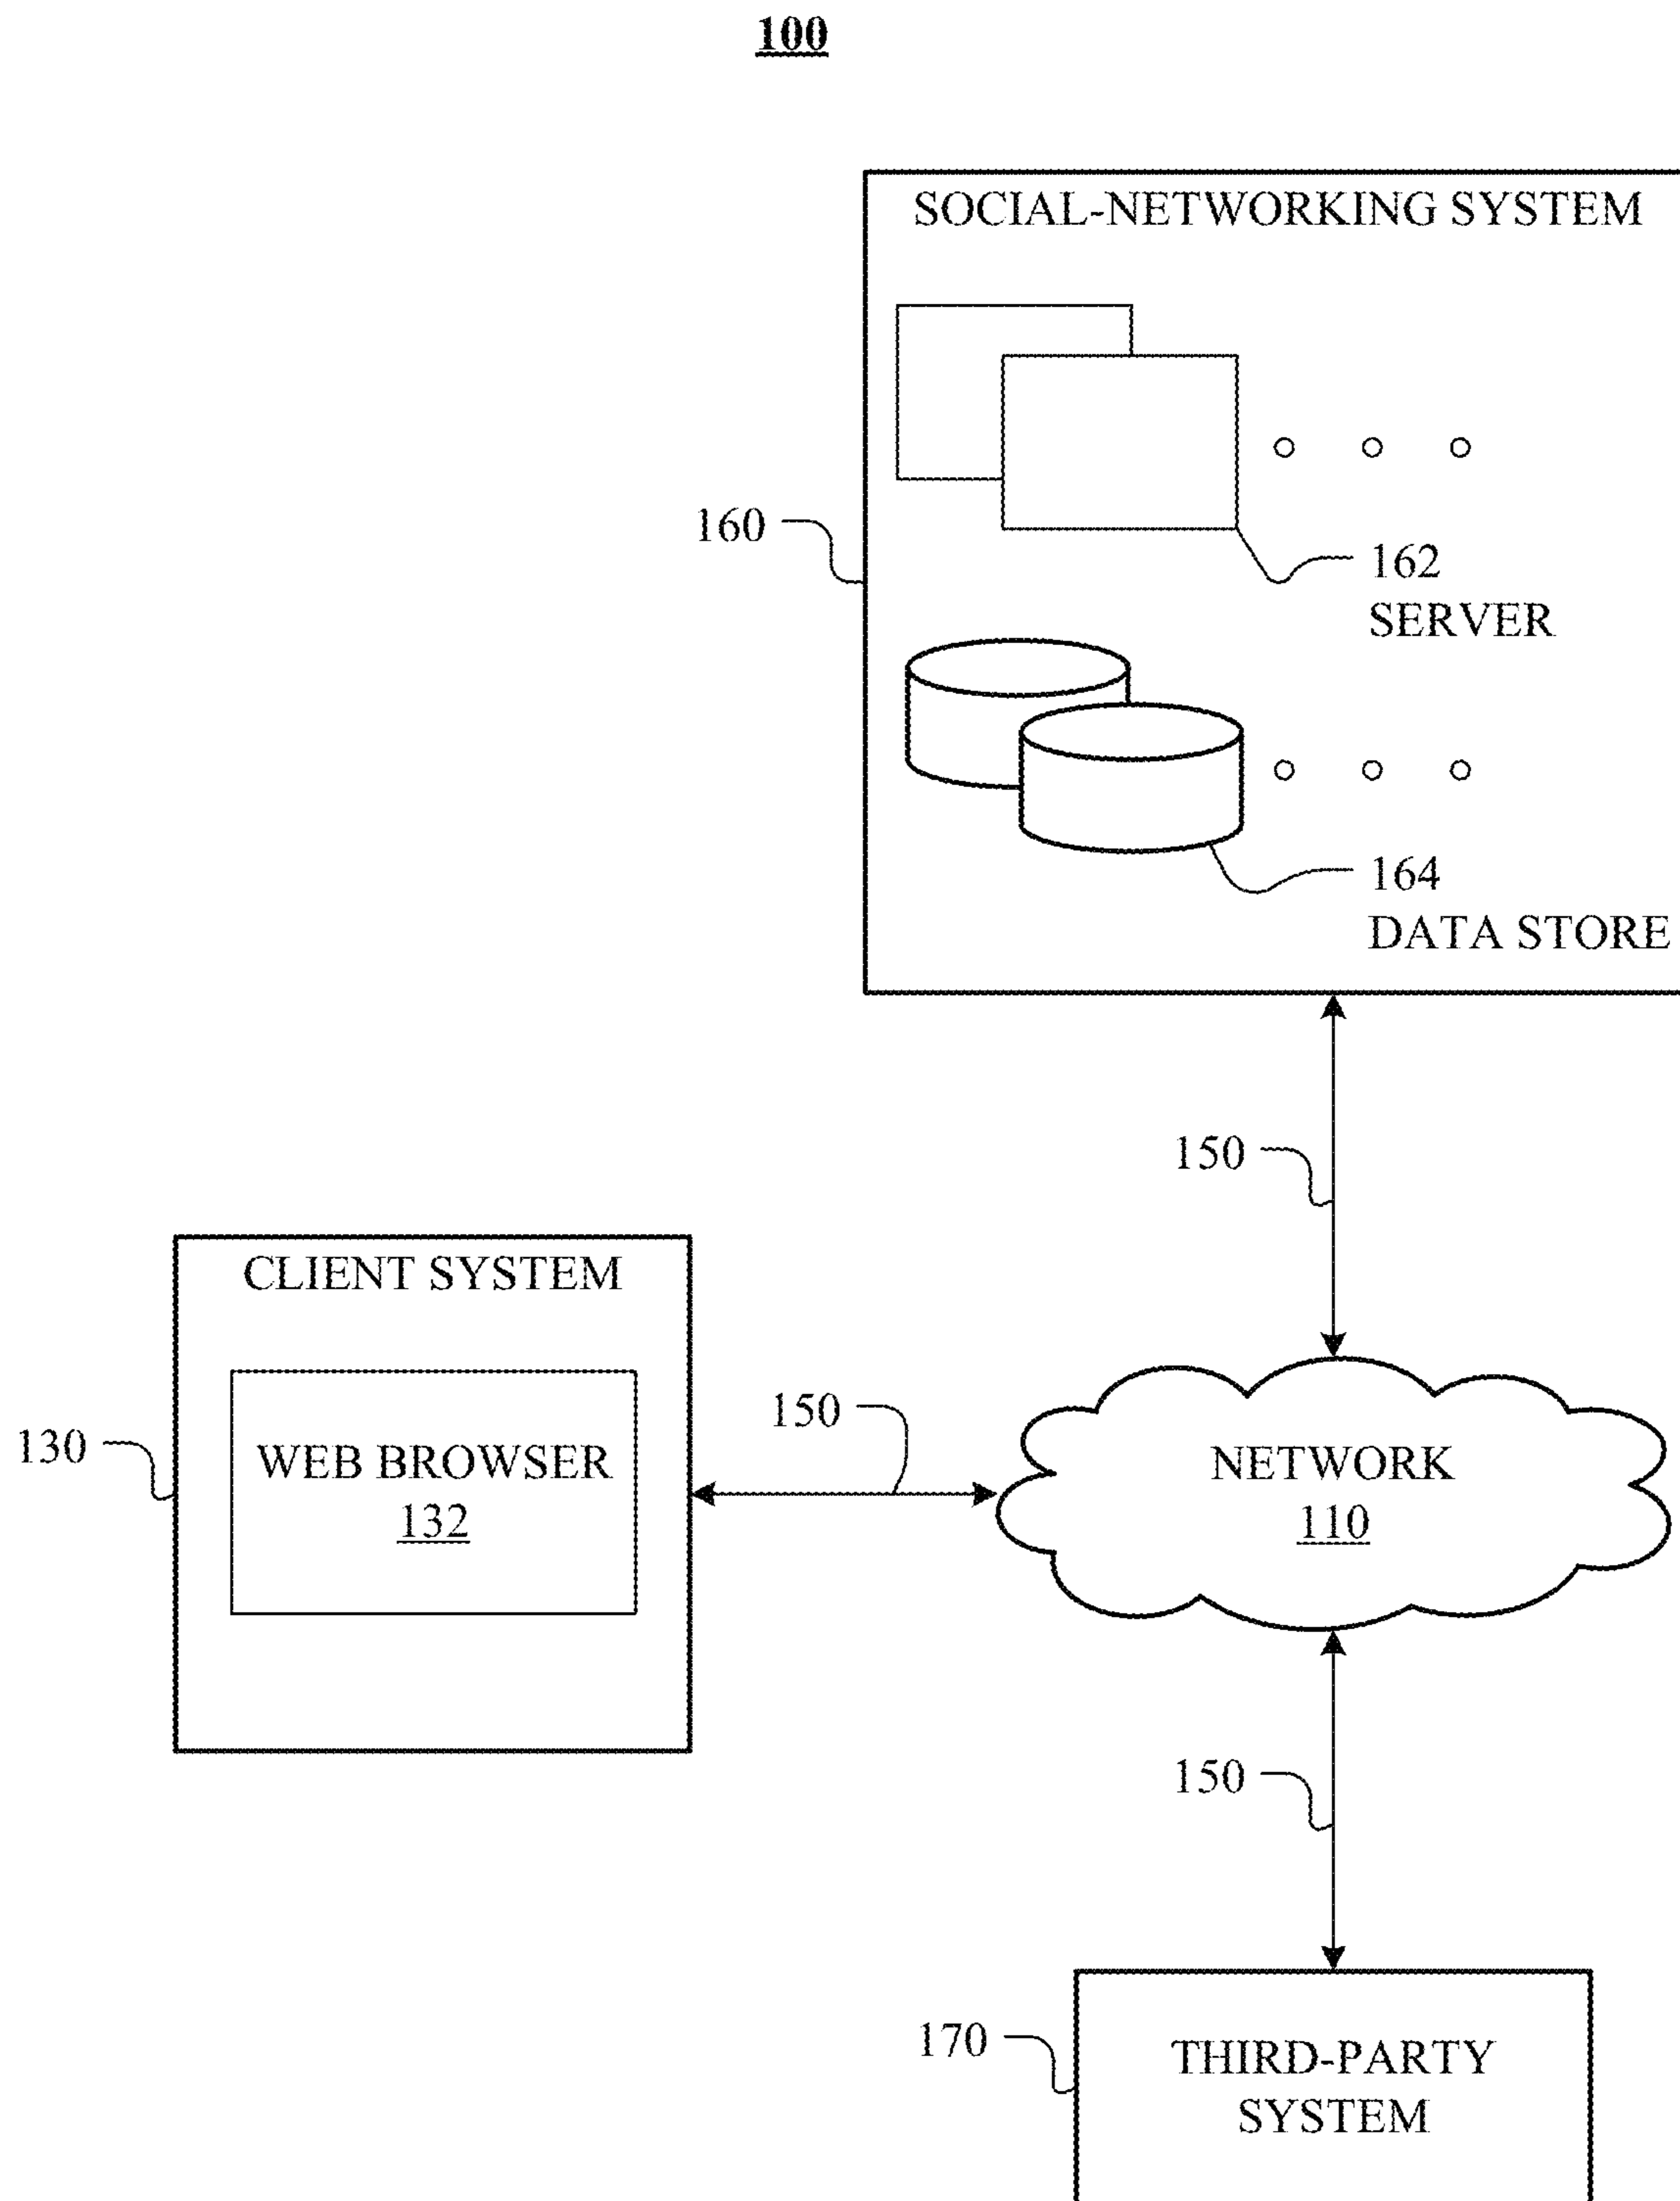 100
SOCIAL-NETWORKING SYSTEM
160
162
SERVER
164
DATA STORE
150
CLIENT SYSTEM
130
WEB BROWSER
132
150
NETWORK
110
150
170
THIRD-PARTY
SYSTEM